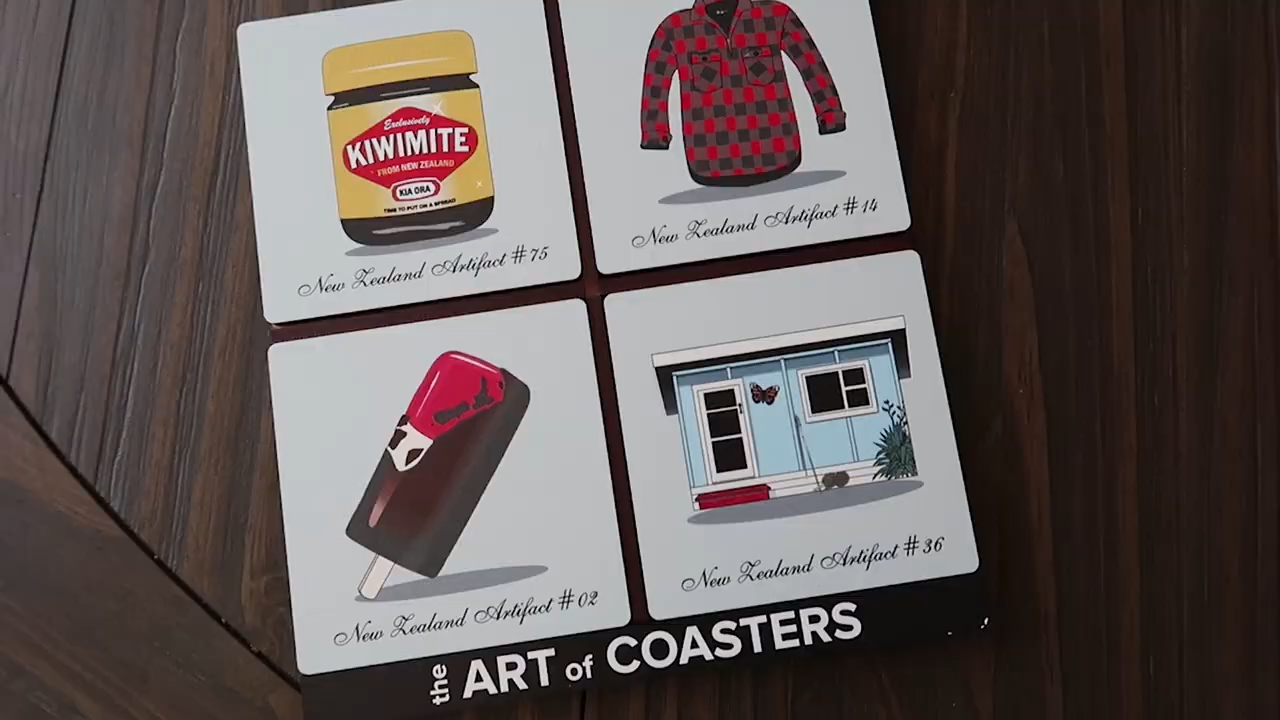 Exclusively
KIWIMITE
FROM NEW ZEALAND
KIA ORA
TIME TO PUT ON A SPREAD
New Zealand Artifact #75
New Zealand Artifact #14
New Zealand Artifact #02
New Zealand Artifact #36
the ART of COASTERS